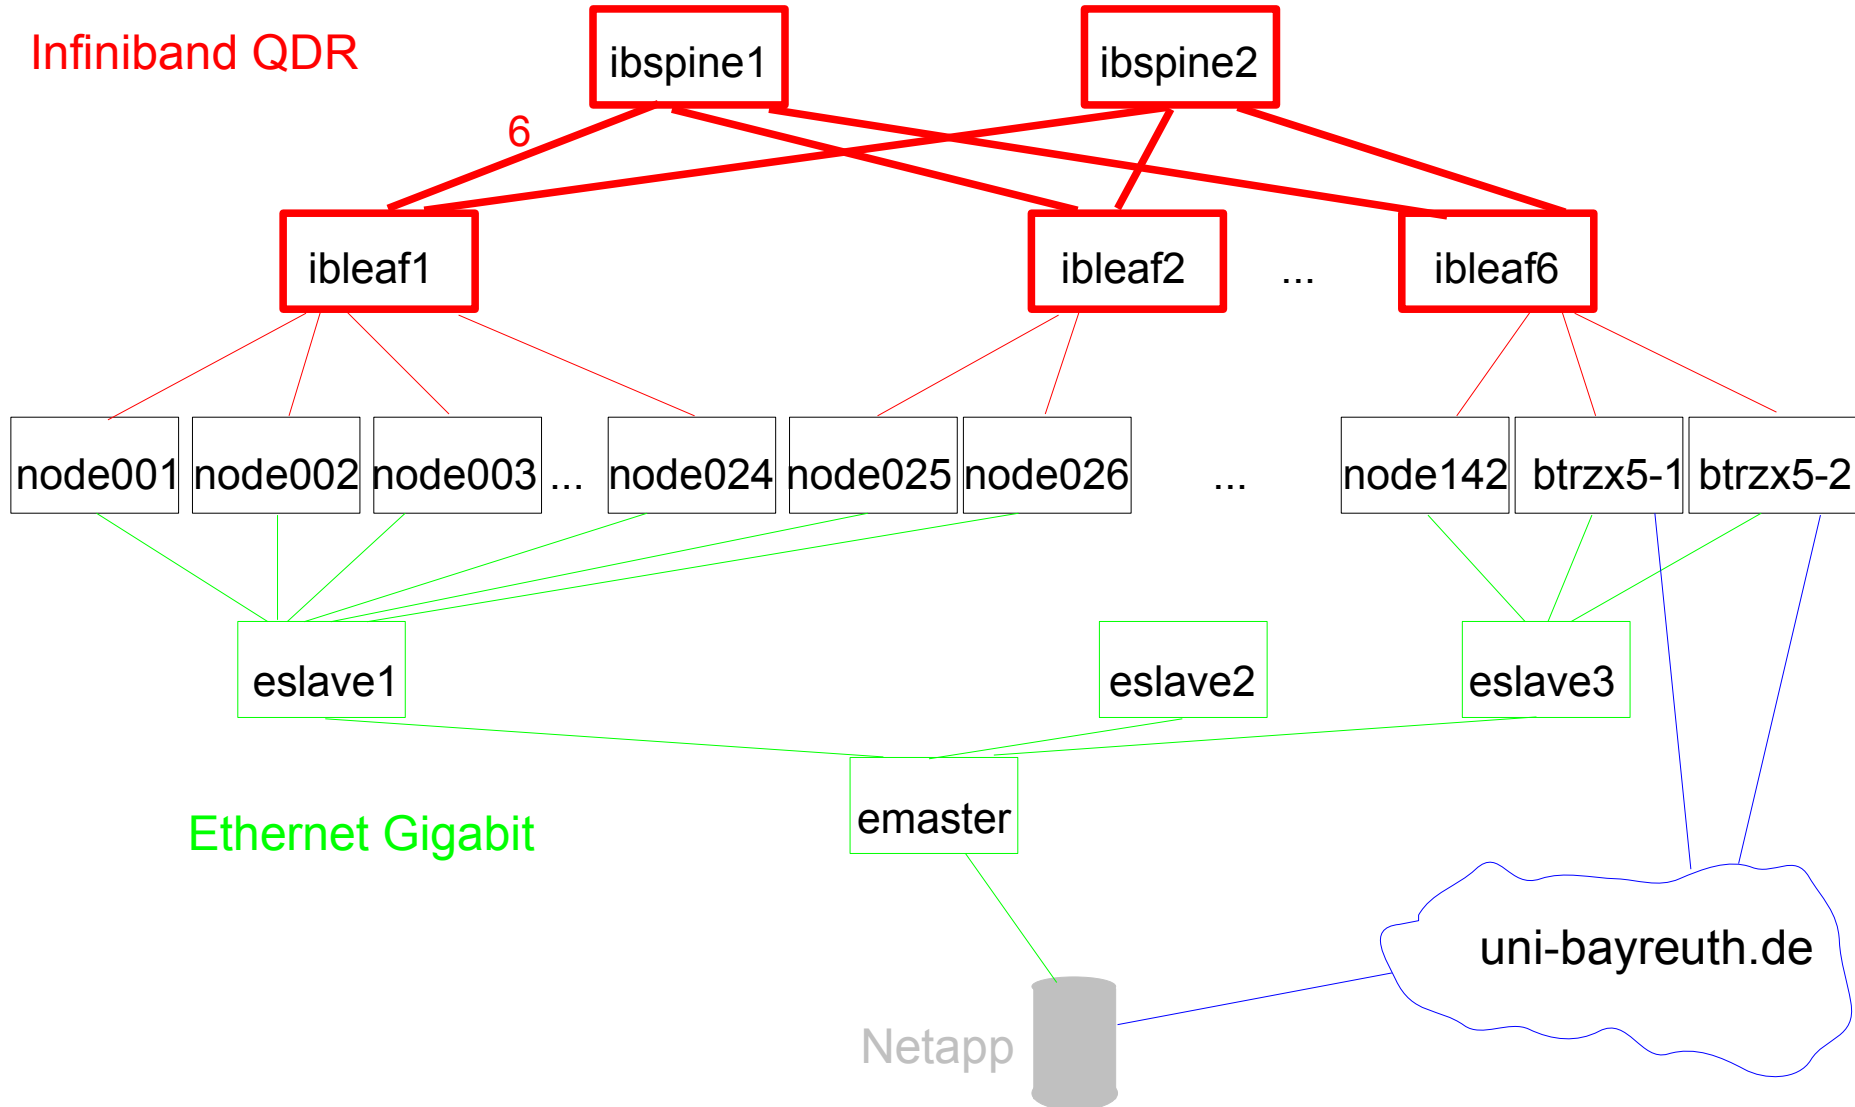 Infiniband QDR
ibspine1
ibspine2
6
ibleaf1
ibleaf2
...
ibleaf6
node001
node002
node003
...
node024
node025
node026
...
node142
btrzx5-1
btrzx5-2
eslave1
eslave2
eslave3
emaster
Ethernet Gigabit
uni-bayreuth.de
Netapp